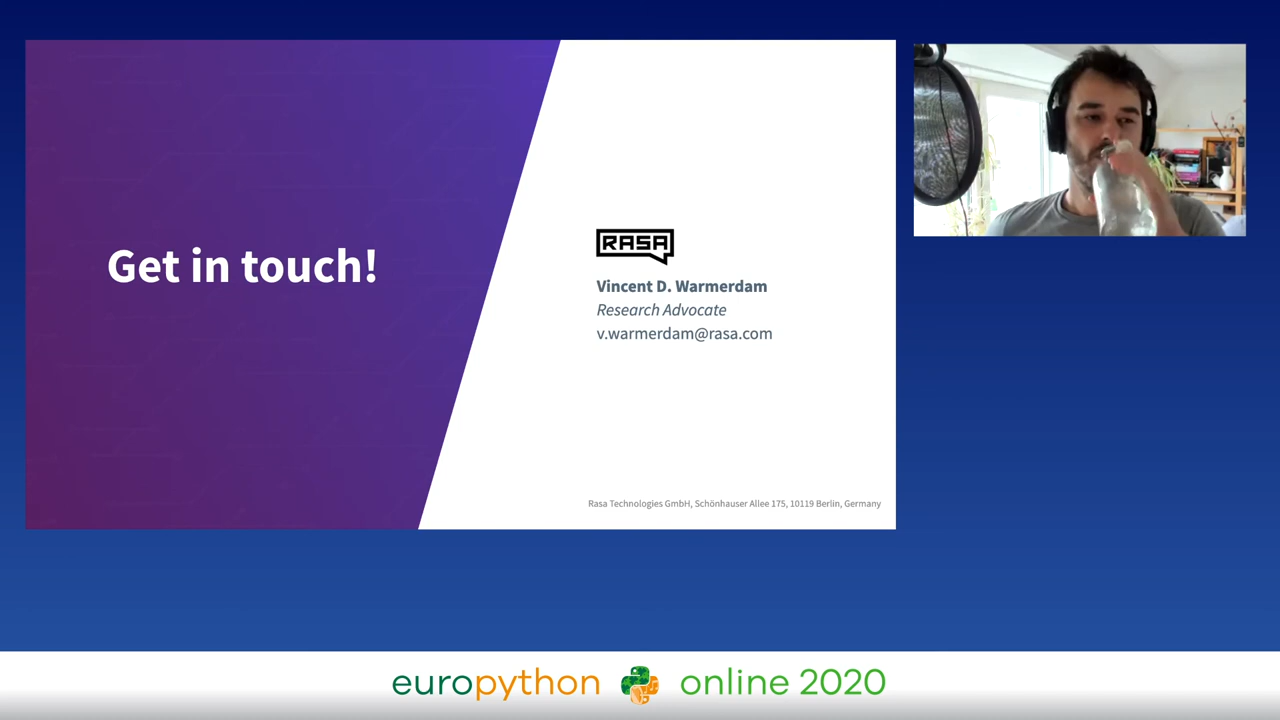 Get in touch!
RASA
Vincent D. Warmerdam
Research Advocate
v.warmerdam@rasa.com
Rasa Technologies GmbH, Schönhauser Allee 175, 10119 Berlin, Germany
europython online 2020